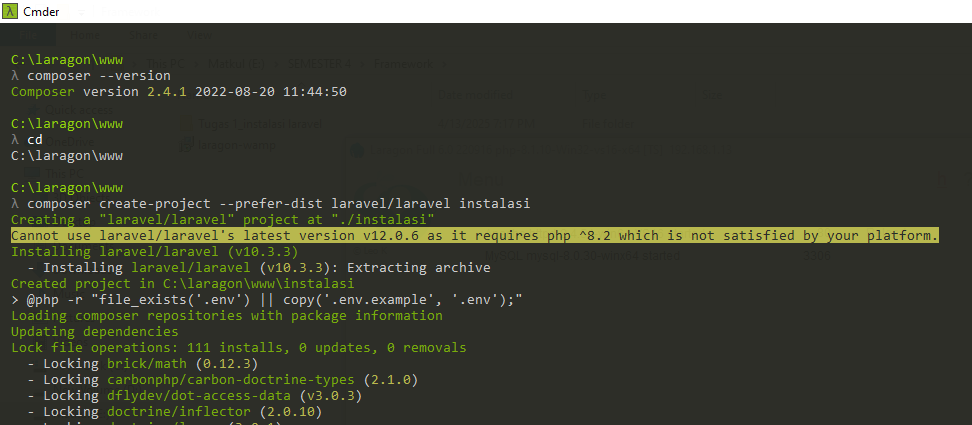 Cmder
C:\laragon\www
λ composer --version
Composer version 2.4.1 2022-08-20 11:44:50
C:\laragon\www
λ cd
C:\laragon\www
C:\laragon\www
λ composer create-project --prefer-dist laravel/laravel instalasi
Creating a "laravel/laravel" project at "./instalasi"
Cannot use laravel/laravel's latest version v12.0.6 as it requires php ^8.2 which is not satisfied by your platform.
Installing laravel/laravel (v10.3.3)
- Installing laravel/laravel (v10.3.3): Extracting archive
Created project in C:\laragon\www\instalasi
> @php -r "file_exists('.env') || copy('.env.example', '.env');"
Loading composer repositories with package information
Updating dependencies
Lock file operations: 111 installs, 0 updates, 0 removals
- Locking brick/math (0.12.3)
- Locking carbonphp/carbon-doctrine-types (2.1.0)
- Locking dflydev/dot-access-data (v3.0.3)
- Locking doctrine/inflector (2.0.10)